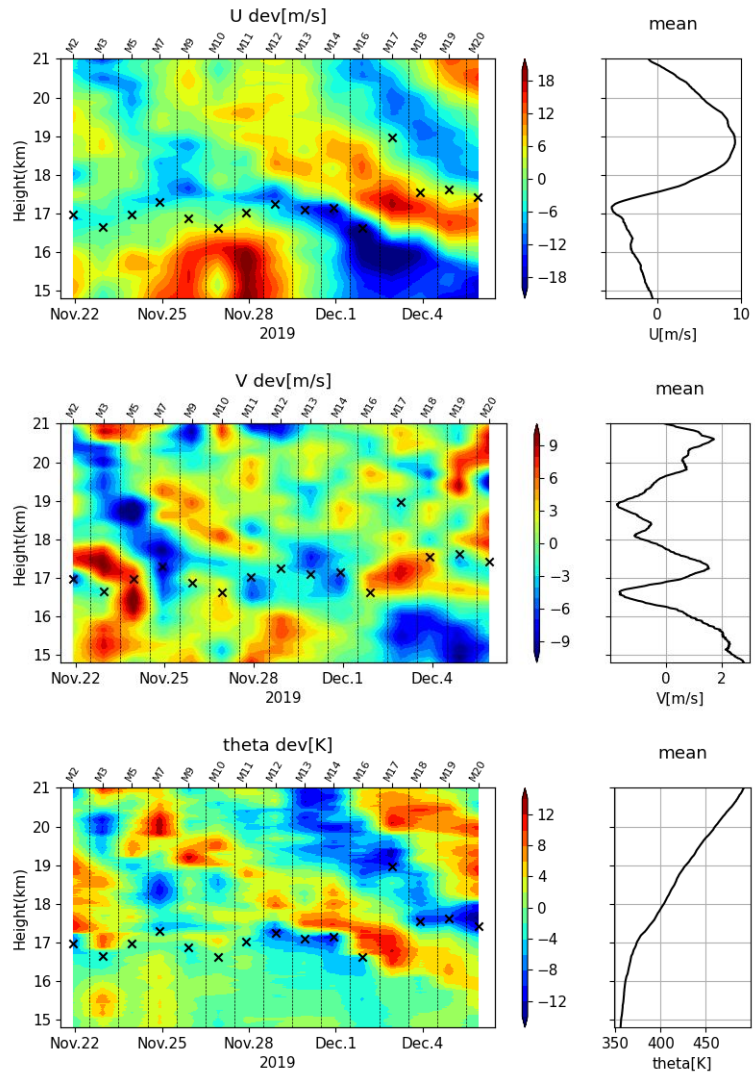 U dev[m/s]
mean
M2 M3 M5 M7 M9 M10 M11 M12 M13 M14 M16 M17 M18 M19 M20
21
20
19
18
17
16
15
Height(km)
18
12
6
0
−6
−12
−18
Nov.22 Nov.25 Nov.28 Dec.1 Dec.4
2019
0 10
U[m/s]
V dev[m/s]
mean
M2 M3 M5 M7 M9 M10 M11 M12 M13 M14 M16 M17 M18 M19 M20
21
20
19
18
17
16
15
Height(km)
9
6
3
0
−3
−6
−9
Nov.22 Nov.25 Nov.28 Dec.1 Dec.4
2019
0 2
V[m/s]
theta dev[K]
mean
M2 M3 M5 M7 M9 M10 M11 M12 M13 M14 M16 M17 M18 M19 M20
21
20
19
18
17
16
15
Height(km)
12
8
4
0
−4
−8
−12
Nov.22 Nov.25 Nov.28 Dec.1 Dec.4
2019
350 400 450
theta[K]